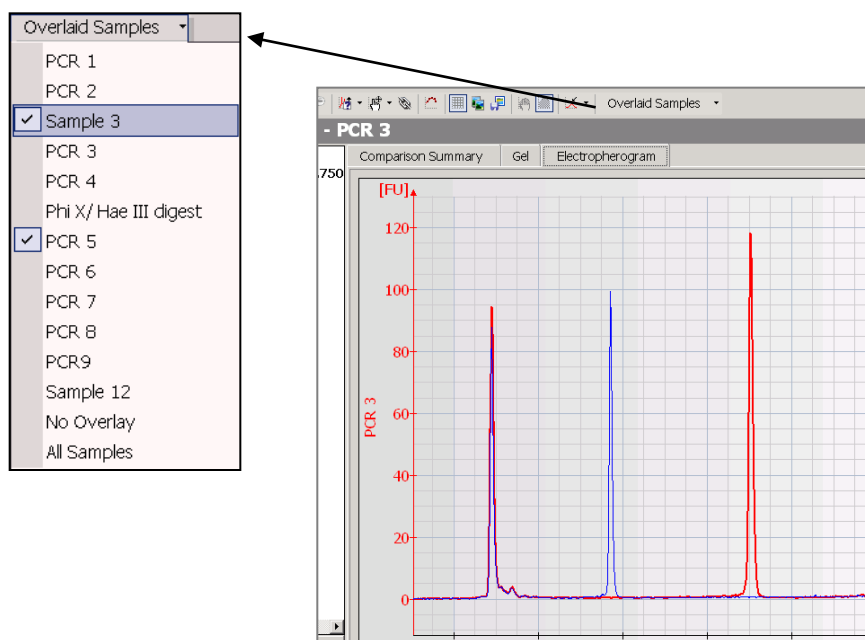 Overlaid Samples
PCR 1
PCR 2
Sample 3
PCR 3
PCR 4
Phi X/ Hae III digest
PCR 5
PCR 6
PCR 7
PCR 8
PCR9
Sample 12
No Overlay
All Samples
Overlaid Samples
- PCR 3
,750
Comparison Summary Gel Electropherogram
[FU]
120
100
80
60
40
20
0
PCR 3